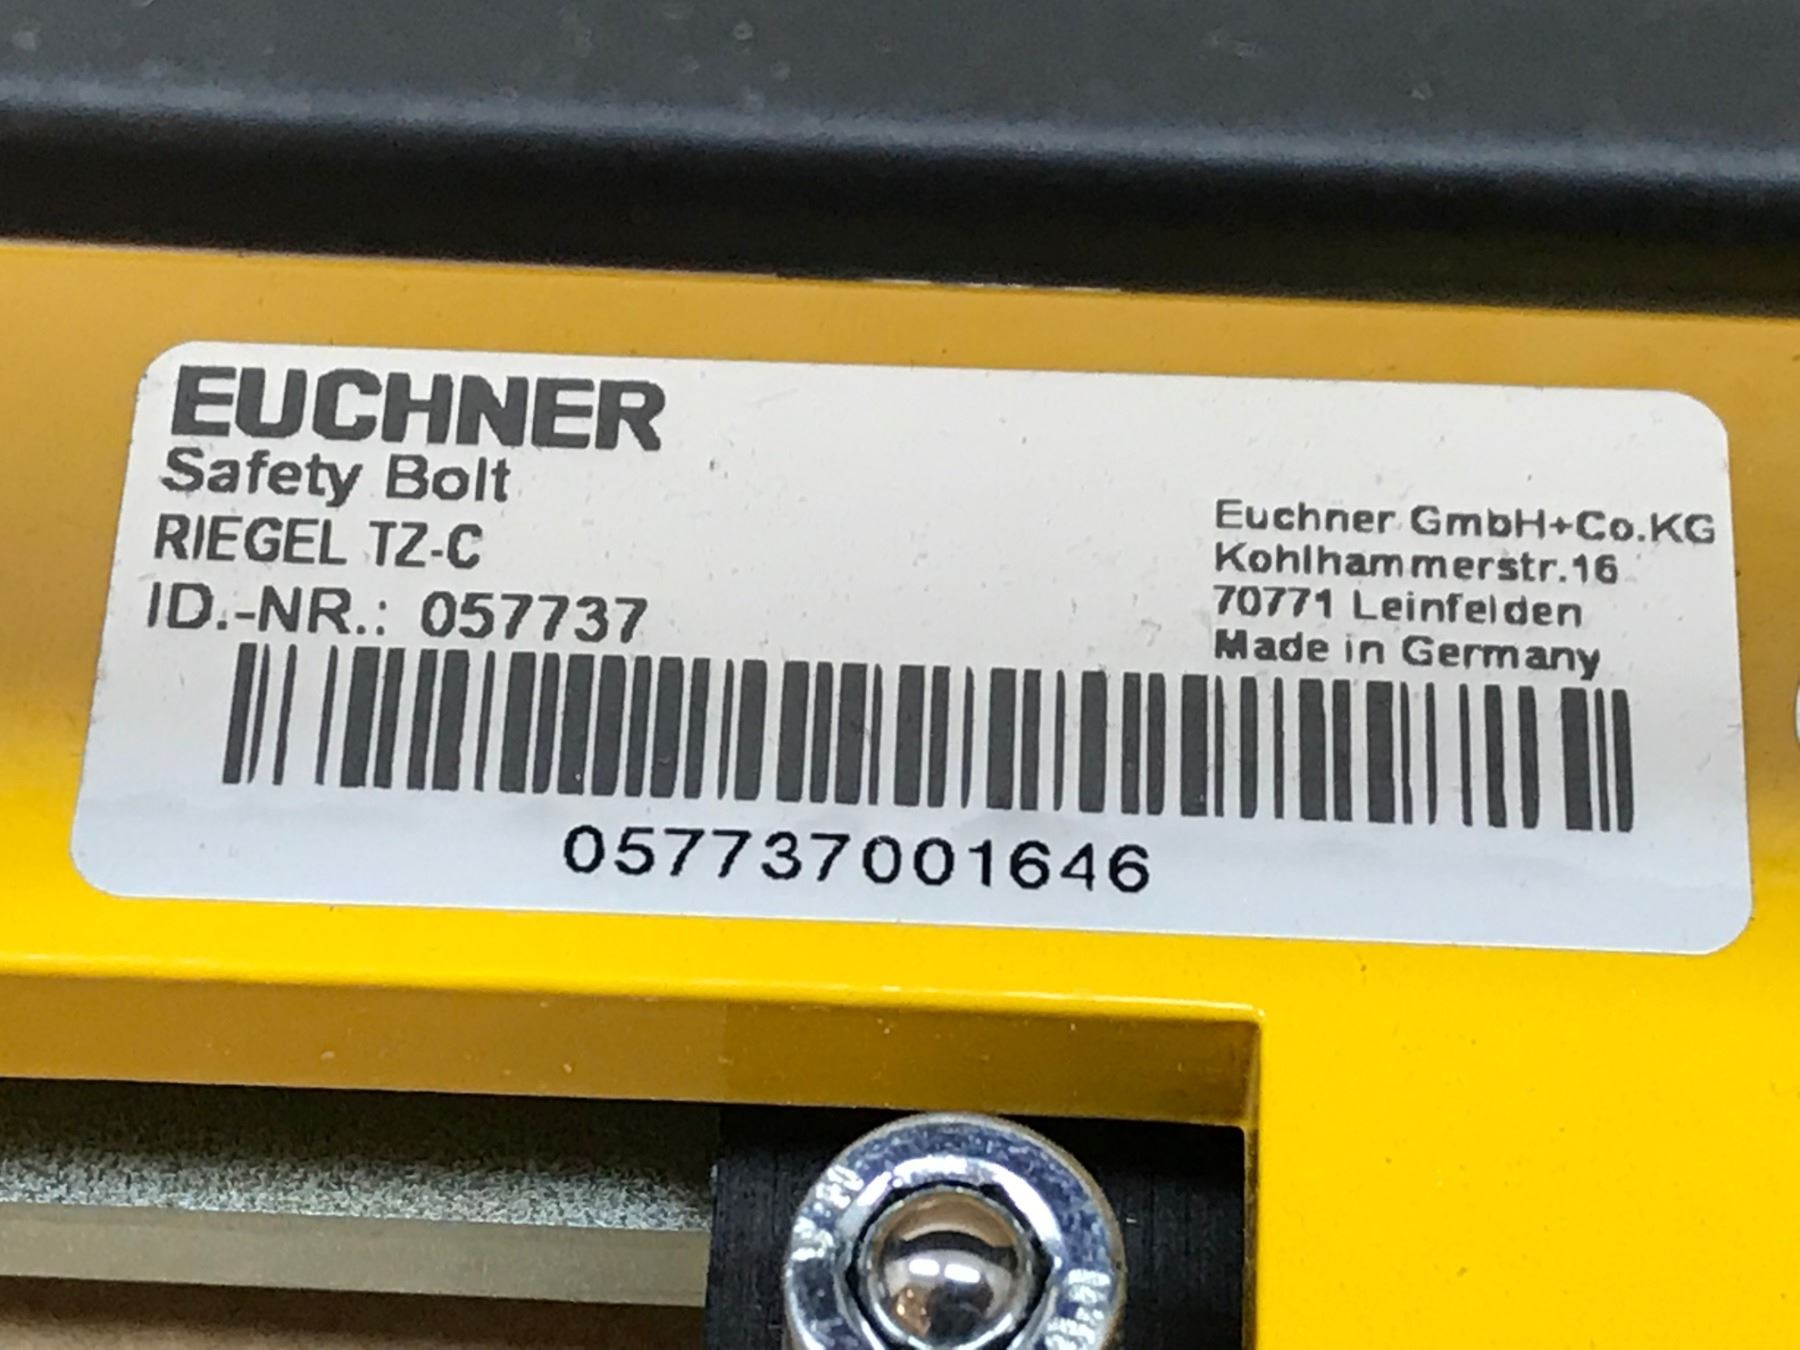 EUCHNER
Safety Bolt
RIEGEL TZ-C
ID.-NR.: 057737
Euchner GmbH+Co.KG
Kohlhammerstr.16
70771 Leinfelden
Made in Germany
057737001646